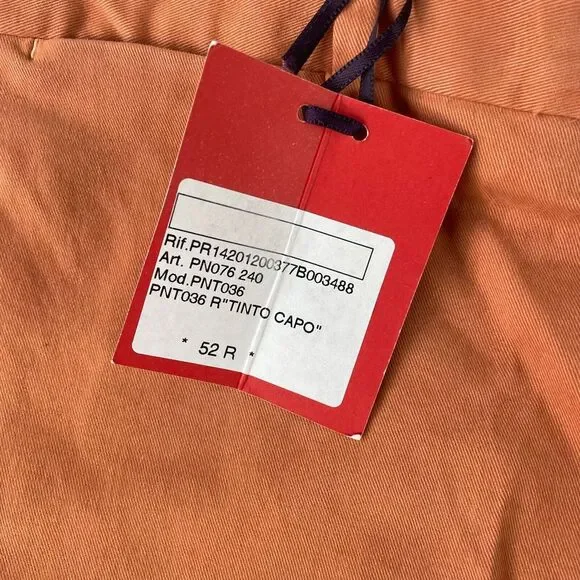 Rif.PR14201200377B003488
Art. PN076 240
Mod.PNT036
PNT036 R"TINTO CAPO"
* 52 R *